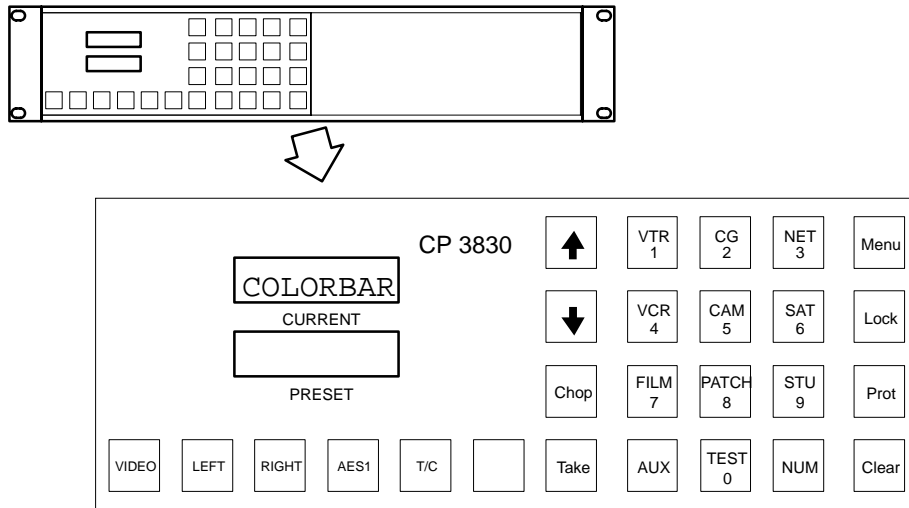 CP 3830
COLORBAR
CURRENT
PRESET
VTR
1
CG
2
NET
3
Menu
VCR
4
CAM
5
SAT
6
Lock
Chop
FILM
7
PATCH
8
STU
9
Prot
VIDEO
LEFT
RIGHT
AES1
T/C
Take
AUX
TEST
0
NUM
Clear